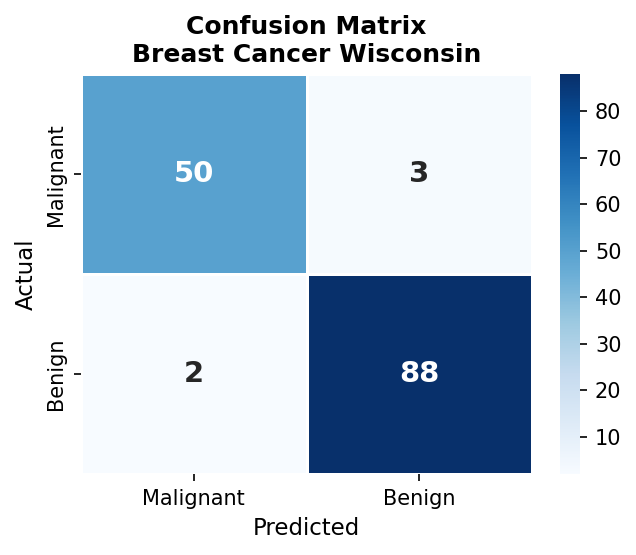 Confusion Matrix
Breast Cancer Wisconsin
Actual
Malignant
50
3
Benign
2
88
Malignant
Benign
Predicted
80
70
60
50
40
30
20
10